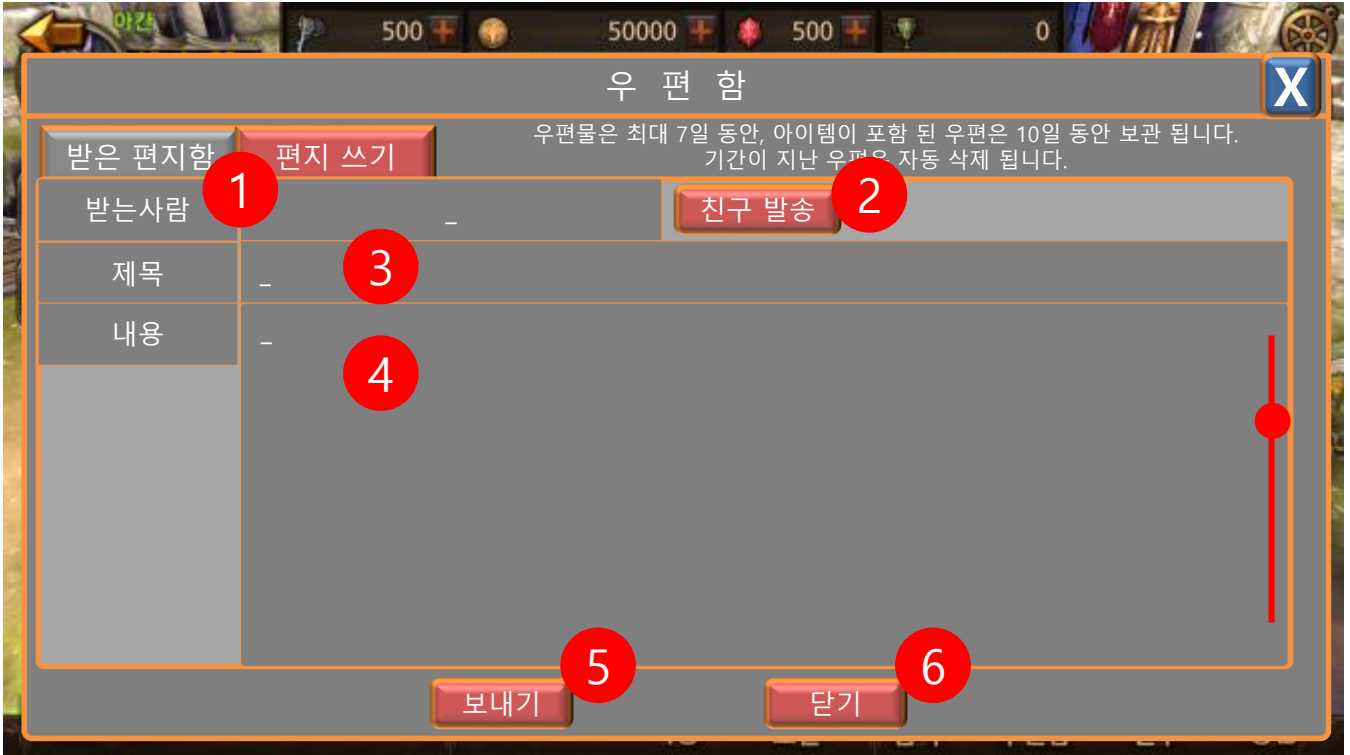 야간
500
50000
500
0
우 편 함
X
받은 편지함
편지 쓰기
우편물은 최대 7일 동안, 아이템이 포함 된 우편은 10일 동안 보관 됩니다.
기간이 지난 우편은 자동 삭제 됩니다.
1
받는사람
_
친구 발송
2
제목
_
3
내용
_
4
5
보내기
6
닫기